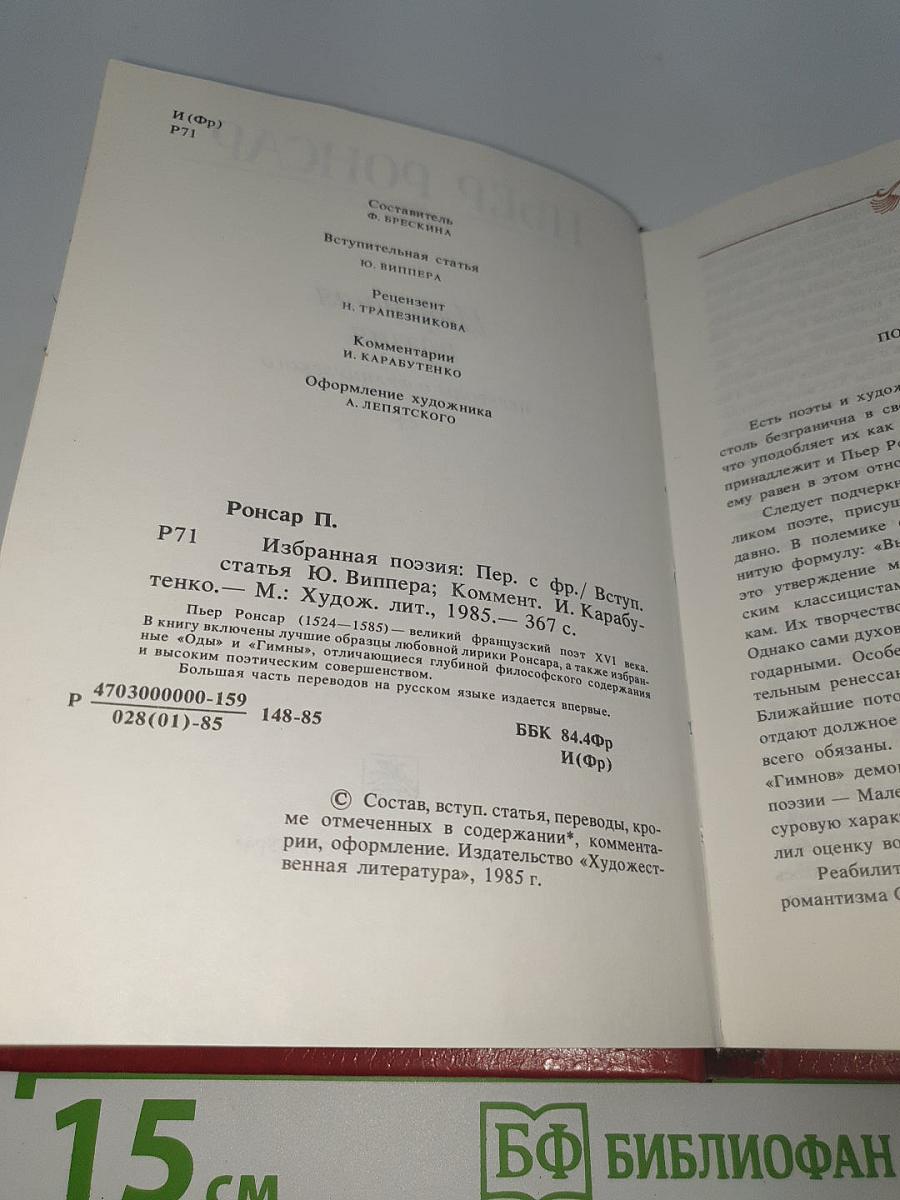 И(Фр)
Р71
Составитель
Ф. БРЕСКИНА
Вступительная статья
Ю. ВИППЕРА
Рецензент
Н. ТРАПЕЗНИКОВА
Комментарии
И. КАРАБУТЕНКО
Оформление художника
А. ЛЕПЯТСКОГО
Ронсар П.
Р71 Избранная поэзия: Пер. с фр./ Вступ.
статья Ю. Виппера; Коммент. И. Карабу-
тенко.— М.: Худож. лит., 1985.— 367 с.
Пьер Ронсар (1524—1585)— великий французский поэт XVI века.
В книгу включены лучшие образцы любовной лирики Ронсара, а также избран-
ные «Оды» и «Гимны», отличающиеся глубиной философского содержания
и высоким поэтическим совершенством.
Большая часть переводов на русском языке издается впервые.
Р 4703000000-159
028(01)-85 148-85
ББК 84.4Фр
И(Фр)
© Состав, вступ. статья, переводы, кро-
ме отмеченных в содержании*, коммента-
рии, оформление. Издательство «Художест-
венная литература», 1985 г.
ПО
Есть поэты и худож
столь безгранична в св
что уподобляет их как
принадлежит и Пьер Ро
ему равен в этом отно
Следует подчеркн
ликом поэте, присущ
давно. В полемике
нитую формулу: «Вы
это утверждение м
ским классицистам
кам. Их творчество
Однако сами духов
годарными. Особе
тельным ренессан
Ближайшие пото
отдают должное
всего обязаны.
«Гимнов» демон
поэзии — Мале
суровую характ
лил оценку во
Реабилит
романтизма С
15 см
БФ БИБЛИОФАН